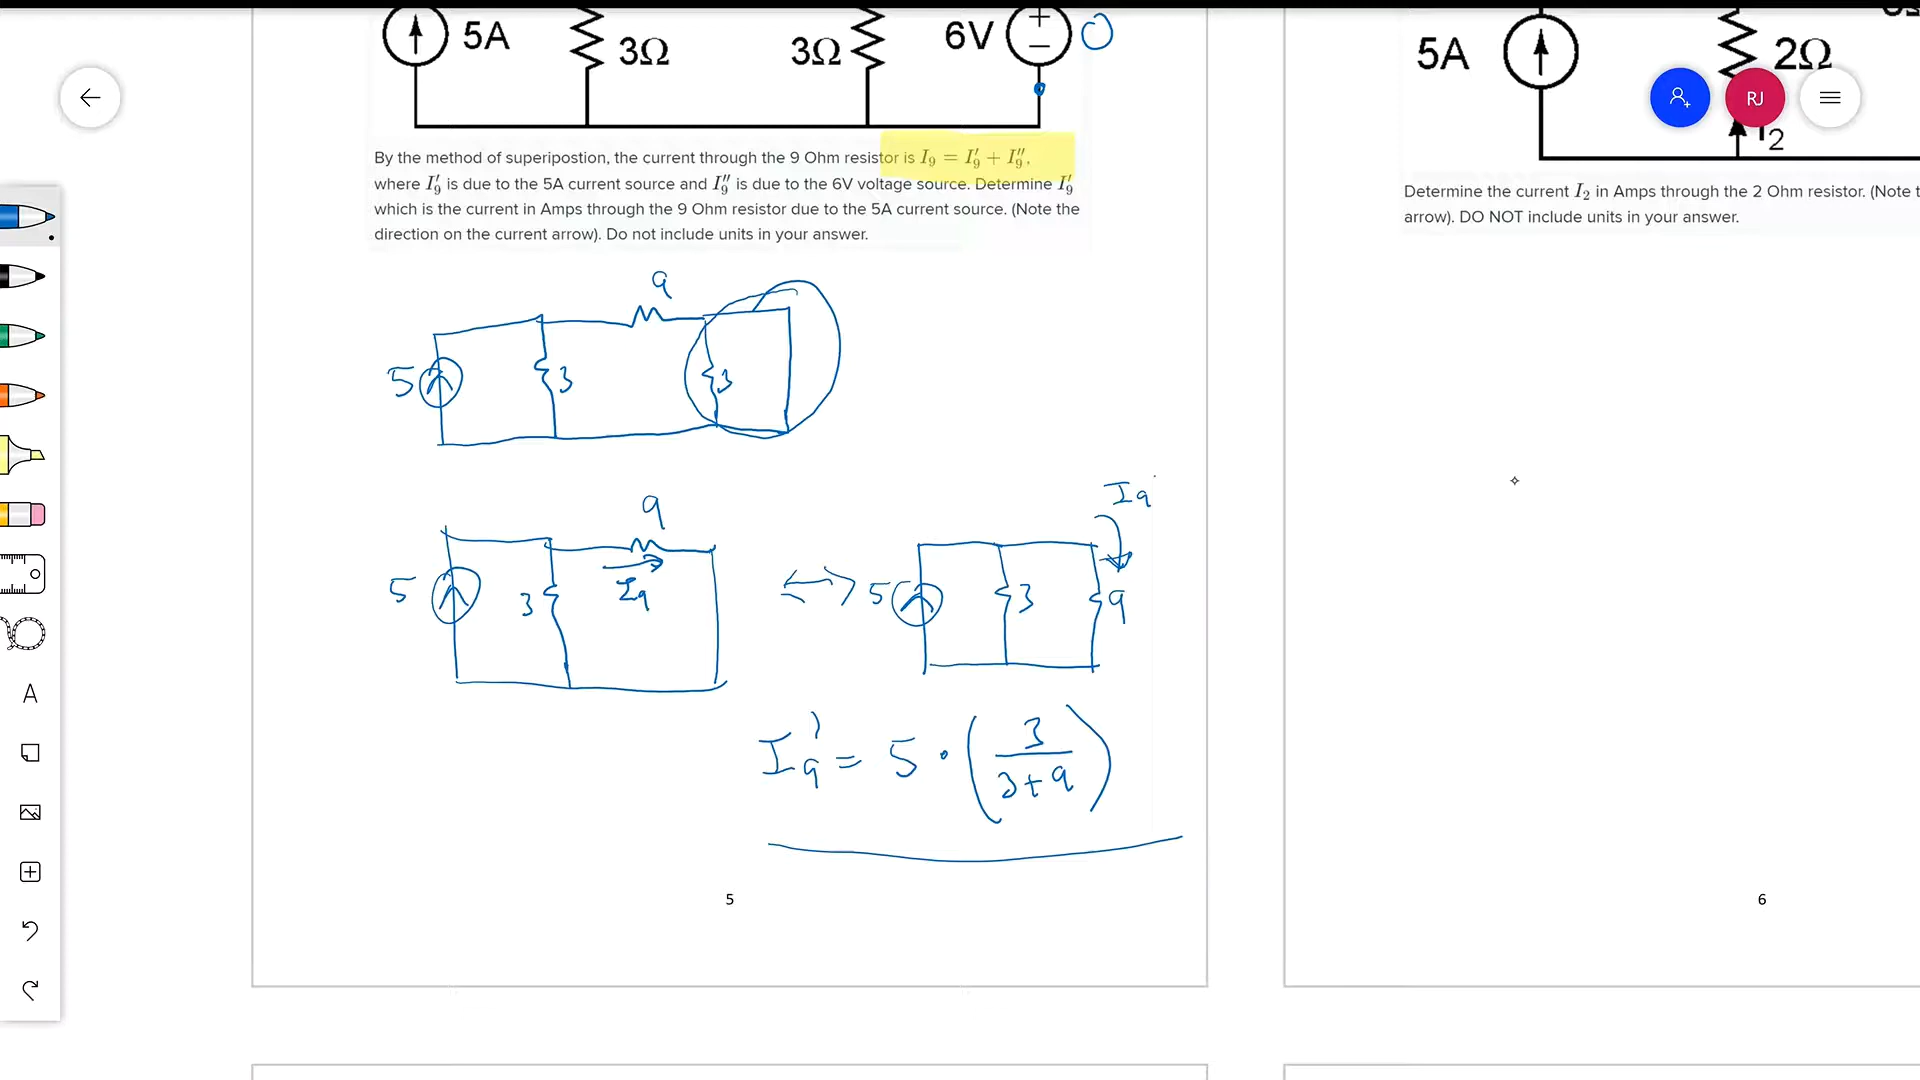 5A
3Ω
3Ω
6V
+
−
0
By the method of superipostion, the current through the 9 Ohm resistor is I₉ = I₉′ + I₉″,
where I₉′ is due to the 5A current source and I₉″ is due to the 6V voltage source. Determine I₉′
which is the current in Amps through the 9 Ohm resistor due to the 5A current source. (Note the
direction on the current arrow). Do not include units in your answer.
9
5
3
3
9
5
3
I₉
I₉
5
3
9
I₉′ = 5 · (3/(3+9))
5
5A
2Ω
RJ
I₂
Determine the current I₂ in Amps through the 2 Ohm resistor. (Note
arrow). DO NOT include units in your answer.
6
A